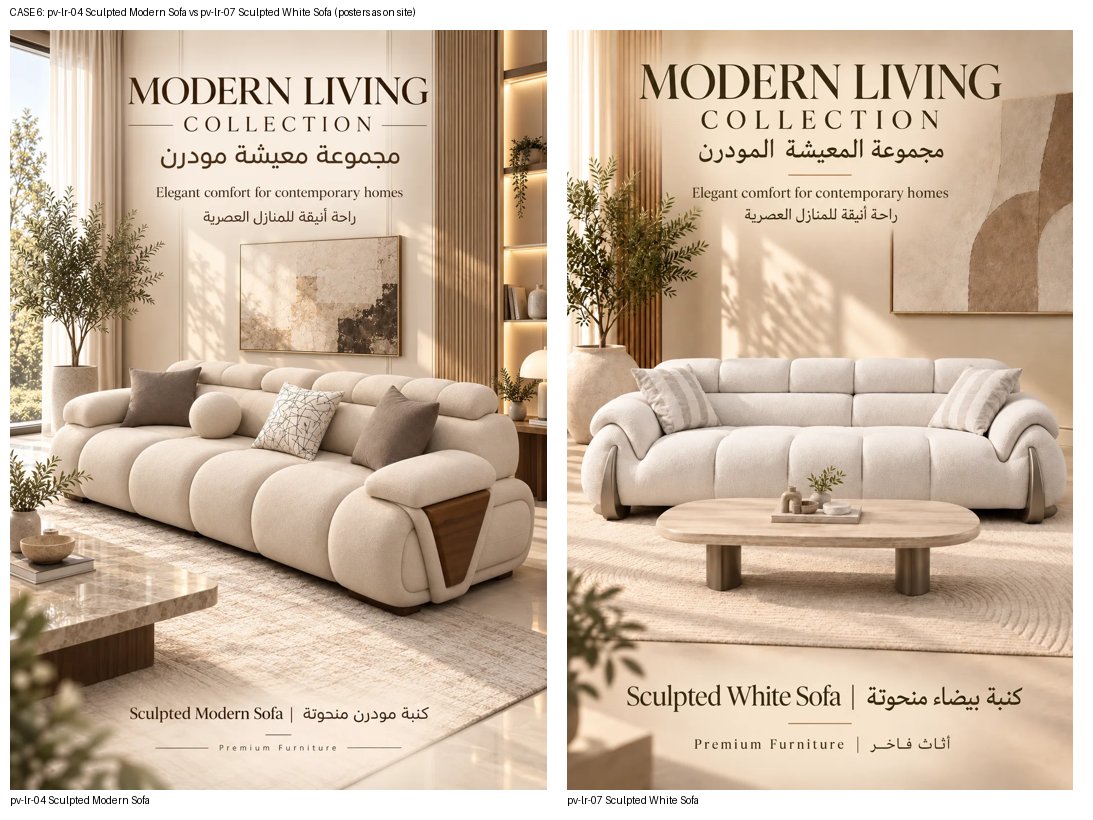 CASE 6: pv-lr-04 Sculpted Modern Sofa vs pv-lr-07 Sculpted White Sofa (posters as on site)
MODERN LIVING
COLLECTION
مجموعة معيشة مودرن
Elegant comfort for contemporary homes
راحة أنيقة للمنازل العصرية
Sculpted Modern Sofa | كنبة مودرن منحوتة
Premium Furniture
pv-lr-04 Sculpted Modern Sofa
MODERN LIVING
COLLECTION
مجموعة المعيشة المودرن
Elegant comfort for contemporary homes
راحة أنيقة للمنازل العصرية
Sculpted White Sofa | كنبة بيضاء منحوتة
Premium Furniture | أثاث فاخر
pv-lr-07 Sculpted White Sofa